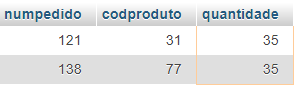 numpedido codproduto quantidade
121 31 35
138 77 35